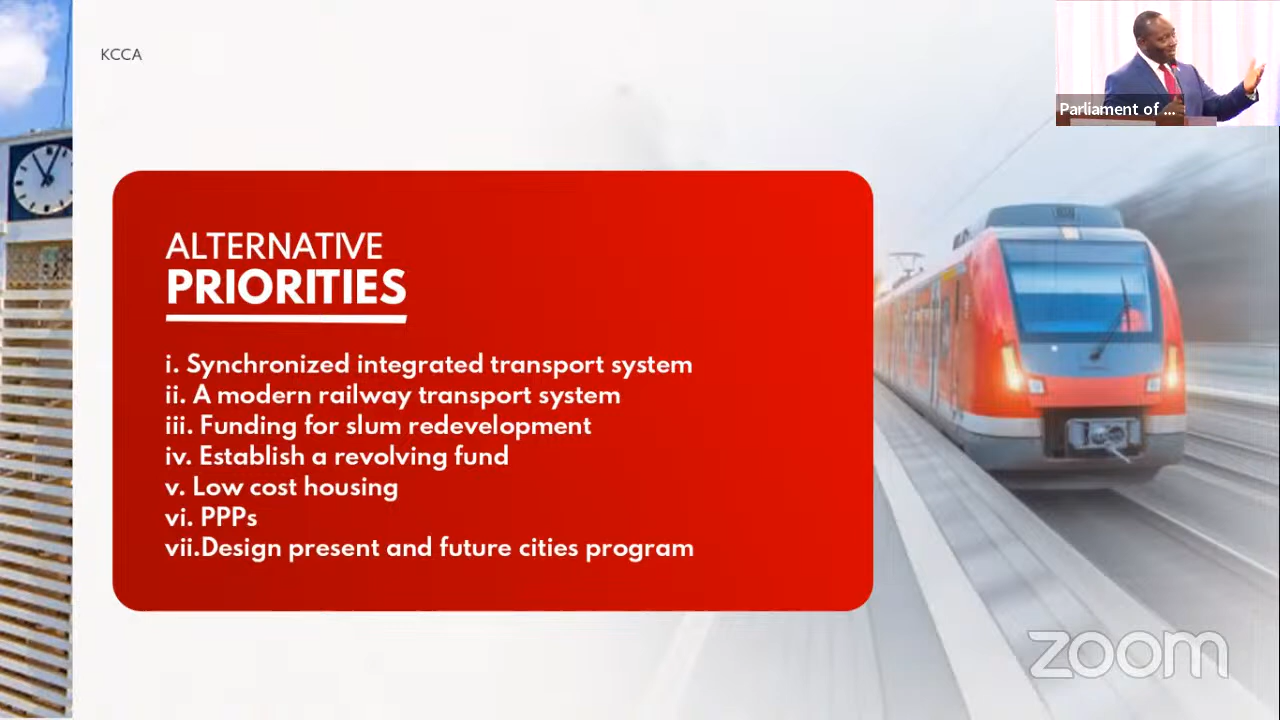 KCCA
Parliament of ...
ALTERNATIVE
PRIORITIES
i. Synchronized integrated transport system
ii. A modern railway transport system
iii. Funding for slum redevelopment
iv. Establish a revolving fund
v. Low cost housing
vi. PPPs
vii.Design present and future cities program
zoom